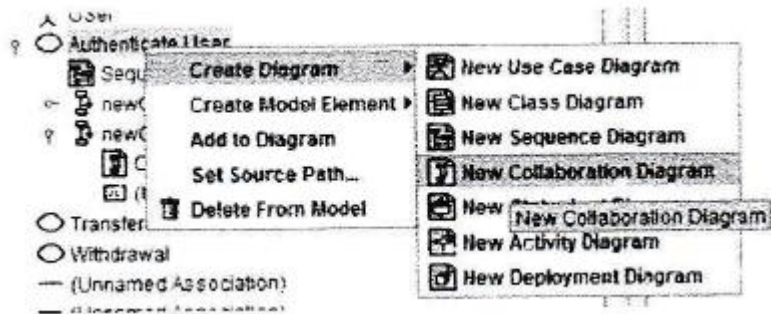 User
Authenticate User
Sequ
Create Diagram
New Use Case Diagram
newC
Create Model Element
New Class Diagram
newC
Add to Diagram
New Sequence Diagram
C
Set Source Path...
New Collaboration Diagram
Delete From Model
New
New Collaboration Diagram
Transfer
New Activity Diagram
Withdrawal
New Deployment Diagram
(Unnamed Association)